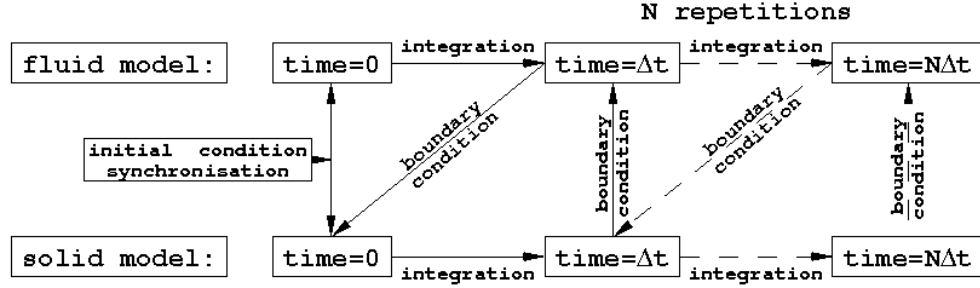 N repetitions
fluid model:
time=0
integration
time=Δt
integration
time=NΔt
boundary
condition
boundary
condition
boundary
condition
boundary
condition
initial condition
synchronisation
solid model:
time=0
integration
time=Δt
integration
time=NΔt